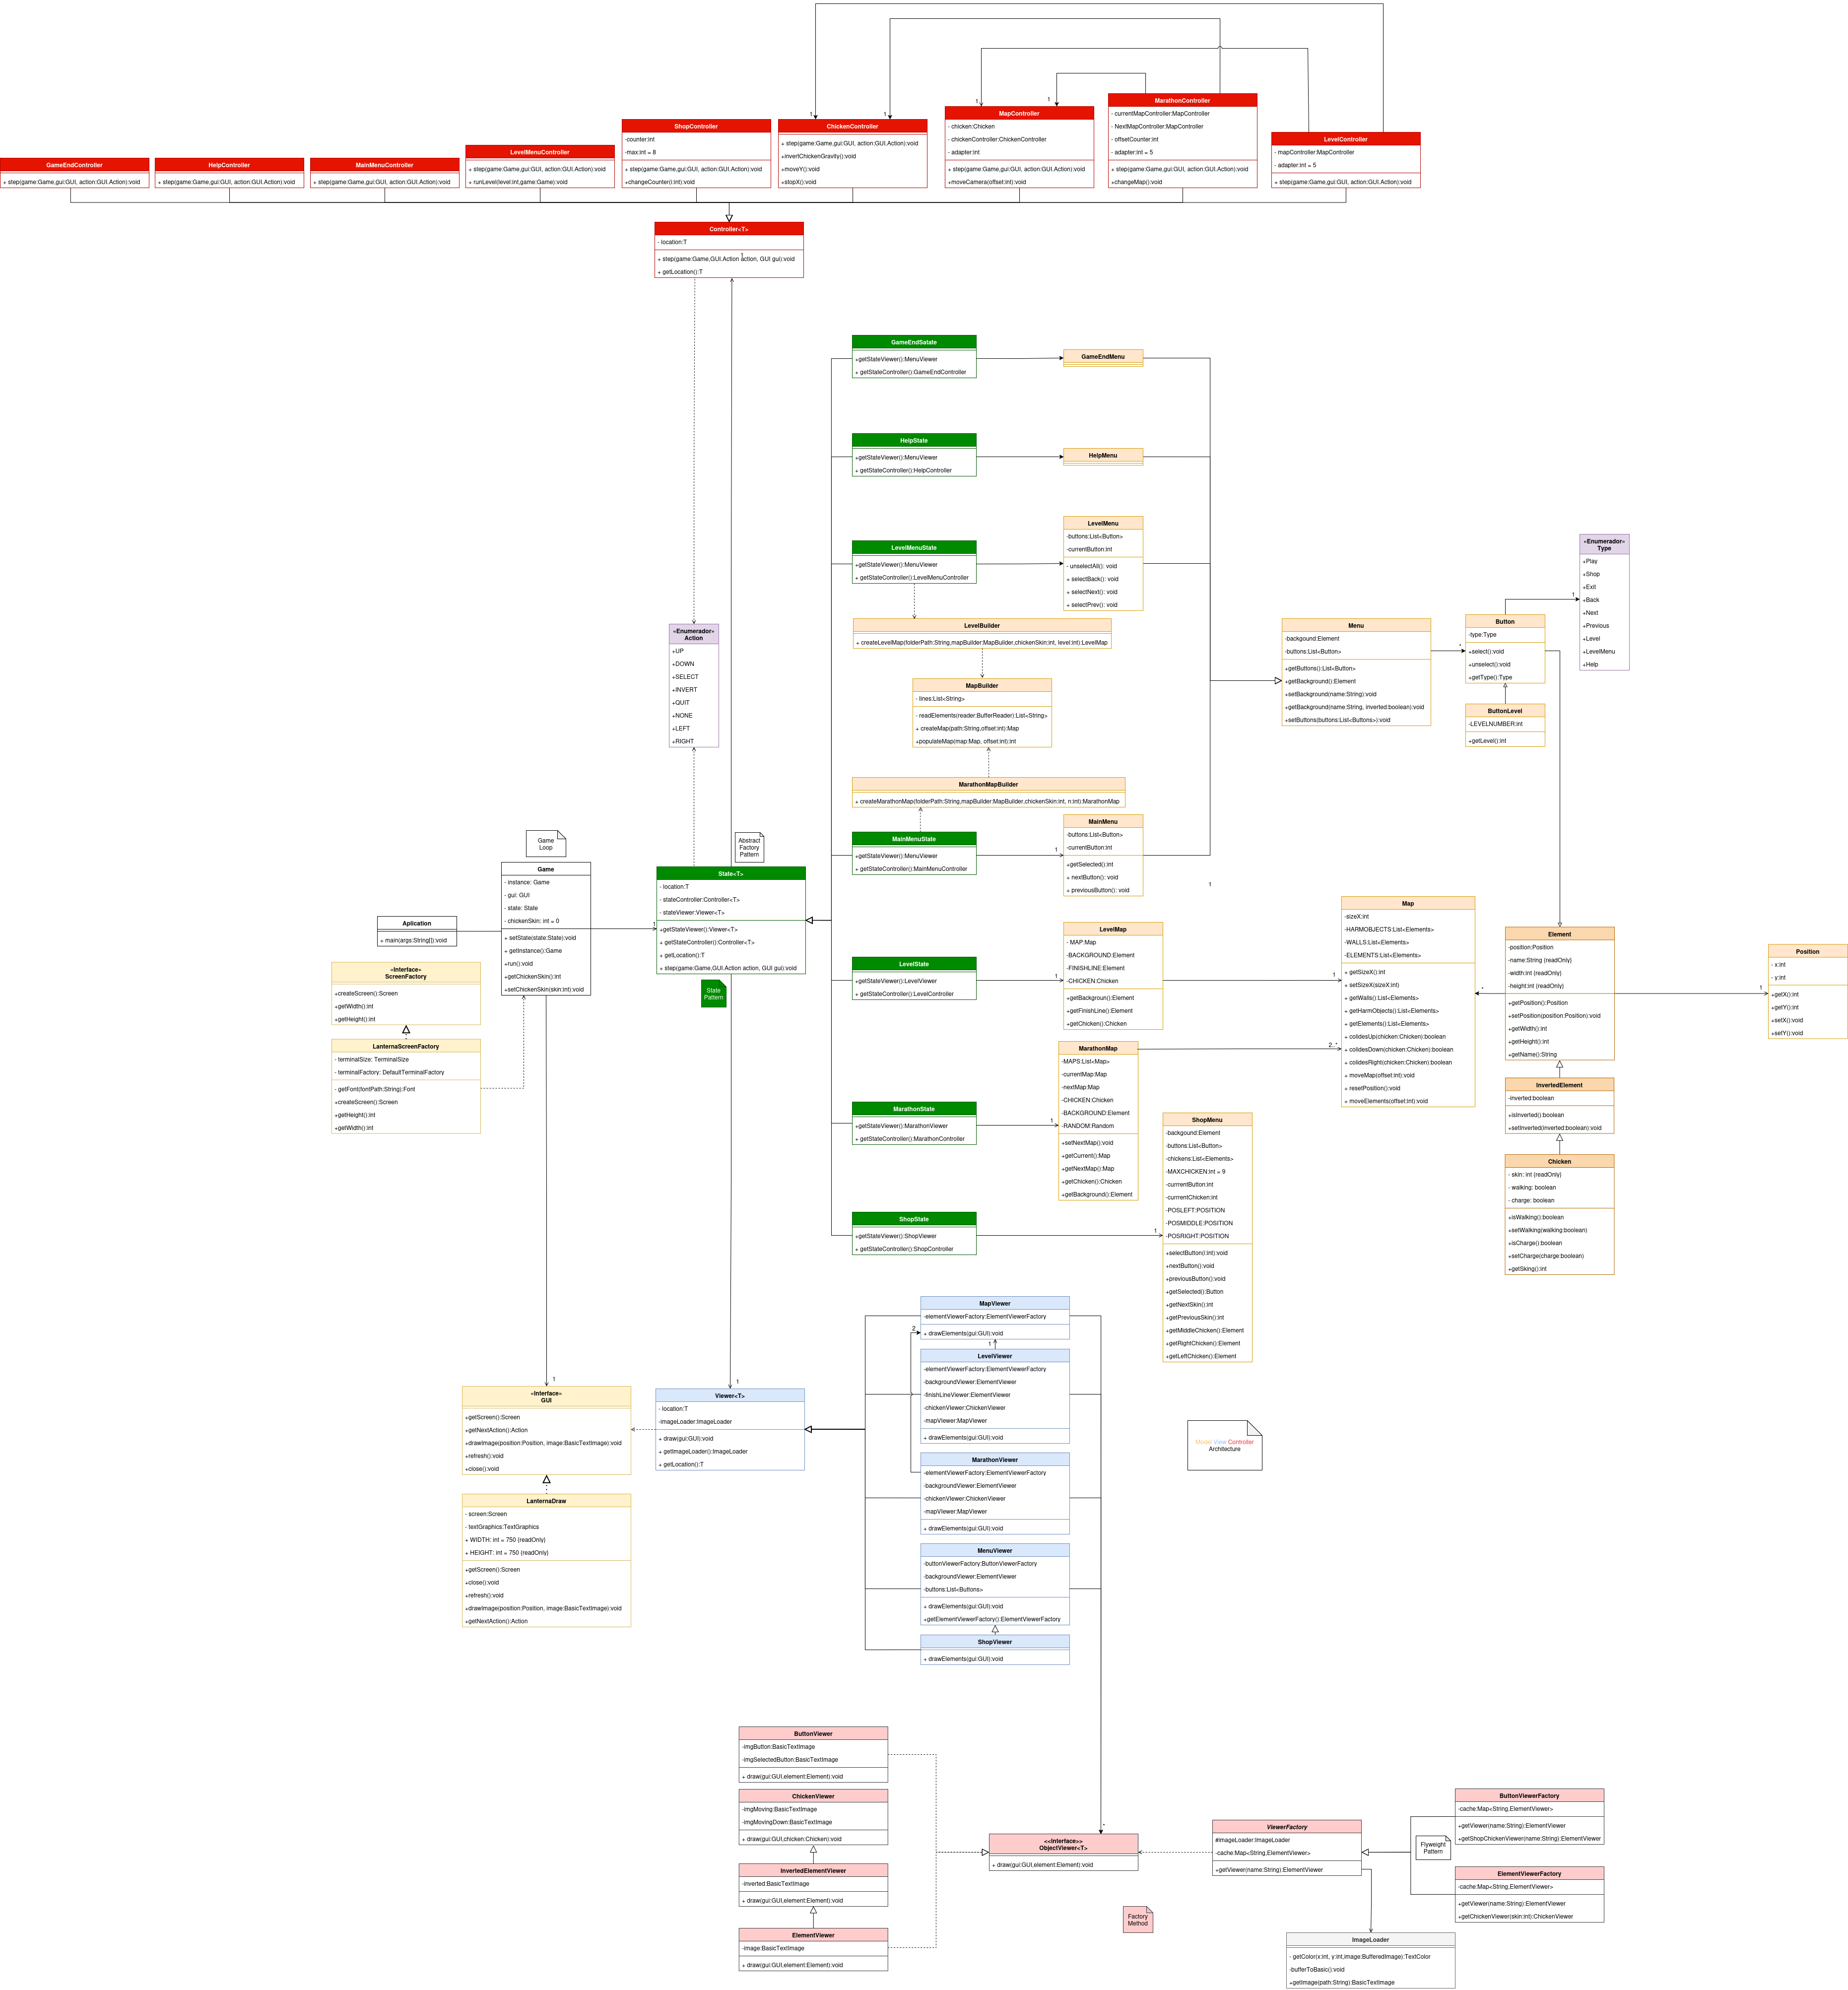 GameEndController
+ step(game:Game,gui:GUI, action:GUI.Action):void
HelpController
+ step(game:Game,gui:GUI, action:GUI.Action):void
MainMenuController
+ step(game:Game,gui:GUI, action:GUI.Action):void
LevelMenuController
+ step(game:Game,gui:GUI, action:GUI.Action):void
+ runLevel(level:int,game:Game):void
ShopController
-counter:int
-max:int = 8
+ step(game:Game,gui:GUI, action:GUI.Action):void
+changeCounter(i:int):void
1
1
ChickenController
+ step(game:Game,gui:GUI, action:GUI.Action):void
+invertChickenGravity():void
+moveY():void
+stopX():void
1
1
MapController
- chicken:Chicken
- chickenController:ChickenController
- adapter:int
+ step(game:Game,gui:GUI, action:GUI.Action):void
+moveCamera(offset:int):void
MarathonController
- currentMapController:MapController
- NextMapController:MapController
- offsetCounter:int
- adapter:int = 5
+ step(game:Game,gui:GUI, action:GUI.Action):void
+changeMap():void
LevelController
- mapController:MapController
- adapter:int = 5
+ step(game:Game,gui:GUI, action:GUI.Action):void
Controller<T>
- location:T
1
+ step(game:Game,GUI.Action action, GUI gui):void
+ getLocation():T
GameEndSatate
+getStateViewer():MenuViewer
+ getStateController():GameEndController
GameEndMenu
HelpState
+getStateViewer():MenuViewer
+ getStateController():HelpController
HelpMenu
LevelMenuState
+getStateViewer():MenuViewer
+ getStateController():LevelMenuController
LevelMenu
-buttons:List<Button>
-currentButton:int
- unselectAll(): void
+ selectBack(): void
+ selectNext(): void
+ selectPrev(): void
LevelBuilder
+ createLevelMap(folderPath:String,mapBuilder:MapBuilder,chickenSkin:int, level:int):LevelMap
MapBuilder
- lines:List<String>
- readElements(reader:BufferReader):List<String>
+ createMap(path:String,offset:int):Map
+populateMap(map:Map, offset:int):int
MarathonMapBuilder
+ createMarathonMap(folderPath:String,mapBuilder:MapBuilder,chickenSkin:int, n:int):MarathonMap
«Enumerador»
Action
+UP
+DOWN
+SELECT
+INVERT
+QUIT
+NONE
+LEFT
+RIGHT
Menu
-backgound:Element
-buttons:List<Button>
+getButtons():List<Button>
+getBackground():Element
+setBackground(name:String):void
+getBackground(name:String, inverted:boolean):void
+setButtons(buttons:List<Buttons>):void
*
Button
-type:Type
+select():void
+unselect():void
+getType():Type
ButtonLevel
-LEVELNUMBER:int
+getLevel():int
1
«Enumerador»
Type
+Play
+Shop
+Exit
+Back
+Next
+Previous
+Level
+LevelMenu
+Help
Game
Loop
Abstract
Factory
Pattern
Aplication
+ main(args:String[]):void
Game
- instance: Game
- gui: GUI
- state: State
- chickenSkin: int = 0
+ setState(state:State):void
+ getInstance():Game
+run():void
+getChickenSkin():int
+setChickenSkin(skin:int):void
1
State<T>
- location:T
- stateController:Controller<T>
- stateViewer:Viewer<T>
+getStateViewer():Viewer<T>
+ getStateController():Controller<T>
+ getLocation():T
+ step(game:Game,GUI.Action action, GUI gui):void
State
Pattern
«Interface»
ScreenFactory
+createScreen():Screen
+getWidth():int
+getHeight():int
LanternaScreenFactory
- terminalSize: TerminalSize
- terminalFactory: DefaultTerminalFactory
- getFont(fontPath:String):Font
+createScreen():Screen
+getHeight():int
+getWidth():int
MainMenuState
+getStateViewer():MenuViewer
+ getStateController():MainMenuController
1
MainMenu
-buttons:List<Button>
-currentButton:int
+getSelected():int
+ nextButton(): void
+ previousButton(): void
1
LevelState
+getStateViewer():LevelViewer
+ getStateController():LevelController
1
LevelMap
- MAP:Map
-BACKGROUND:Element
-FINISHLINE:Element
-CHICKEN:Chicken
+getBackgroun():Element
+getFinishLine():Element
+getChicken():Chicken
1
MarathonState
+getStateViewer():MarathonViewer
+ getStateController():MarathonController
1
MarathonMap
-MAPS:List<Map>
-currentMap:Map
-nextMap:Map
-CHICKEN:Chicken
-BACKGROUND:Element
-RANDOM:Random
+setNextMap():void
+getCurrent():Map
+getNextMap():Map
+getChicken():Chicken
+getBackground():Element
2..*
Map
-sizeX:int
-HARMOBJECTS:List<Elements>
-WALLS:List<Elements>
-ELEMENTS:List<Elements>
+ getSizeX():int
+ setSizeX(sizeX:int)
+ getWalls():List<Elements>
+ getHarmObjects():List<Elements>
+ getElements():List<Elements>
+ colidesUp(chicken:Chicken):boolean
+ colidesDown(chicken:Chicken):boolean
+ colidesRight(chicken:Chicken):boolean
+ moveMap(offset:int):void
+ resetPosition():void
+ moveElements(offset:int):void
*
Element
-position:Position
-name:String (readOnly)
-width:int (readOnly)
-height:int (readOnly)
+getPosition():Position
+setPosition(position:Position):void
+getWidth():int
+getHeight():int
+getName():String
1
Position
- x:int
- y:int
+getX():int
+getY():int
+setX():void
+setY():void
InvertedElement
-inverted:boolean
+isInverted():boolean
+setInverted(inverted:boolean):void
Chicken
- skin: int (readOnly)
- walking: boolean
- charge: boolean
+isWalking():boolean
+setWalking(walking:boolean)
+isCharge():boolean
+setCharge(charge:boolean)
+getSking():int
ShopState
+getStateViewer():ShopViewer
+ getStateController():ShopController
1
ShopMenu
-backgound:Element
-buttons:List<Button>
-chickens:List<Elements>
-MAXCHICKEN:int = 9
-currrentButton:int
-currrentChicken:int
-POSLEFT:POSITION
-POSMIDDLE:POSITION
-POSRIGHT:POSITION
+selectButton(i:int):void
+nextButton():void
+previousButton():void
+getSelected():Button
+getNextSkin():int
+getPreviousSkin():int
+getMiddleChicken():Element
+getRightChicken():Element
+getLeftChicken():Element
1
«Interface»
GUI
+getScreen():Screen
+getNextAction():Action
+drawImage(position:Position, image:BasicTextImage):void
+refresh():void
+close():void
LanternaDraw
- screen:Screen
- textGraphics:TextGraphics
+ WIDTH: int = 750 (readOnly)
+ HEIGHT: int = 750 (readOnly)
+getScreen():Screen
+close():void
+refresh():void
+drawImage(position:Position, image:BasicTextImage):void
+getNextAction():Action
1
Viewer<T>
- location:T
-imageLoader:ImageLoader
+ draw(gui:GUI):void
+ getImageLoader():ImageLoader
+ getLocation():T
MapViewer
-elementViewerFactory:ElementViewerFactory
+ drawElements(gui:GUI):void
2
1
LevelViewer
-elementViewerFactory:ElementViewerFactory
-backgroundViewer:ElementViewer
-finishLineViewer:ElementViewer
-chickenViewer:ChickenViewer
-mapViewer:MapViewer
+ drawElements(gui:GUI):void
MarathonViewer
-elementViewerFactory:ElementViewerFactory
-backgroundViewer:ElementViewer
-chickenViewer:ChickenViewer
-mapViewer:MapViewer
+ drawElements(gui:GUI):void
MenuViewer
-buttonViewerFactory:ButtonViewerFactory
-backgroundViewer:ElementViewer
-buttons:List<Buttons>
+ drawElements(gui:GUI):void
+getElementViewerFactory():ElementViewerFactory
ShopViewer
+ drawElements(gui:GUI):void
Model View Controller
Architecture
ButtonViewer
-imgButton:BasicTextImage
-imgSelectedButton:BasicTextImage
+ draw(gui:GUI,element:Element):void
ChickenViewer
-imgMoving:BasicTextImage
-imgMovingDown:BasicTextImage
+ draw(gui:GUI,chicken:Chicken):void
InvertedElementViewer
-inverted:BasicTextImage
+ draw(gui:GUI,element:Element):void
ElementViewer
-image:BasicTextImage
+ draw(gui:GUI,element:Element):void
*
<<Interface>>
ObjectViewer<T>
+ draw(gui:GUI,element:Element):void
Factory
Method
ViewerFactory
#imageLoader:ImageLoader
-cache:Map<String,ElementViewer>
+getViewer(name:String):ElementViewer
Flyweight
Pattern
ButtonViewerFactory
-cache:Map<String,ElementViewer>
+getViewer(name:String):ElementViewer
+getShopChickenViewer(name:String):ElementViewer
ElementViewerFactory
-cache:Map<String,ElementViewer>
+getViewer(name:String):ElementViewer
+getChickenViewer(skin:int):ChickenViewer
ImageLoader
- getColor(x:int, y:int,image:BufferedImage):TextColor
-bufferToBasic():void
+getImage(path:String):BasicTextImage